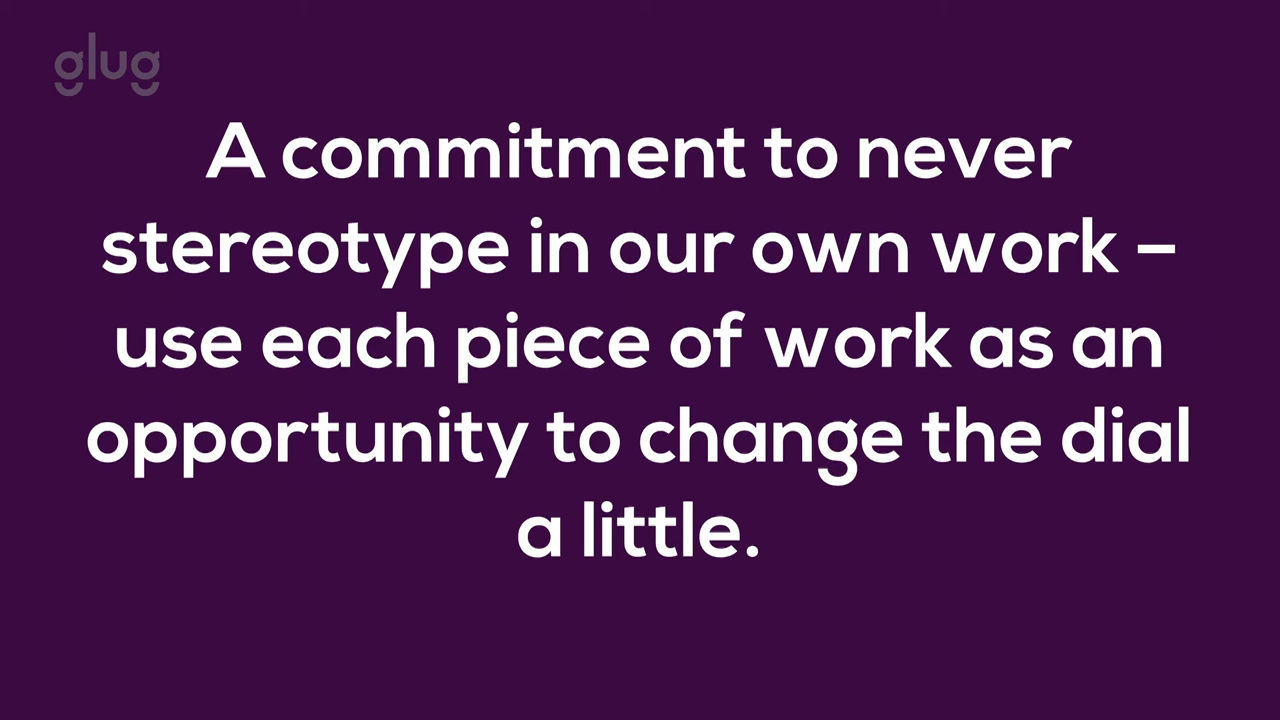 glug
A commitment to never
stereotype in our own work –
use each piece of work as an
opportunity to change the dial
a little.